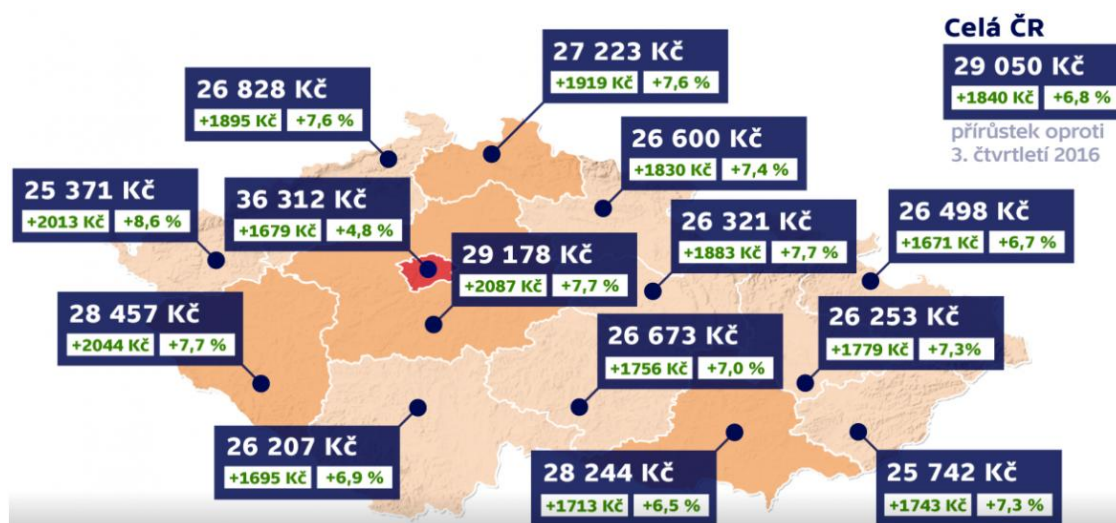 Celá ČR
29 050 Kč
+1840 Kč +6,8 %
přírůstek oproti
3. čtvrtletí 2016
27 223 Kč
+1919 Kč +7,6 %
26 828 Kč
+1895 Kč +7,6 %
26 600 Kč
+1830 Kč +7,4 %
25 371 Kč
+2013 Kč +8,6 %
36 312 Kč
+1679 Kč +4,8 %
26 321 Kč
+1883 Kč +7,7 %
26 498 Kč
+1671 Kč +6,7 %
29 178 Kč
+2087 Kč +7,7 %
28 457 Kč
+2044 Kč +7,7 %
26 673 Kč
+1756 Kč +7,0 %
26 253 Kč
+1779 Kč +7,3%
26 207 Kč
+1695 Kč +6,9 %
28 244 Kč
+1713 Kč +6,5 %
25 742 Kč
+1743 Kč +7,3 %